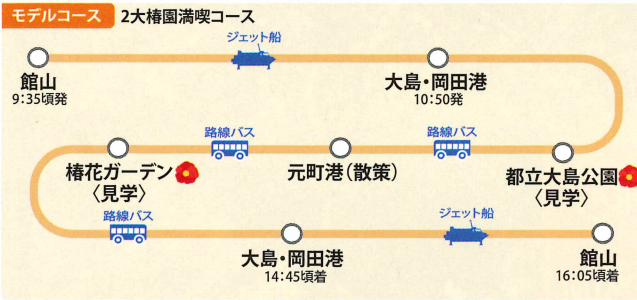 モデルコース 2大椿園満喫コース
ジェット船
館山
9:35頃発
大島・岡田港
10:50発
路線バス
路線バス
都立大島公園
〈見学〉
元町港(散策)
椿花ガーデン
〈見学〉
路線バス
ジェット船
大島・岡田港
14:45頃着
館山
16:05頃着